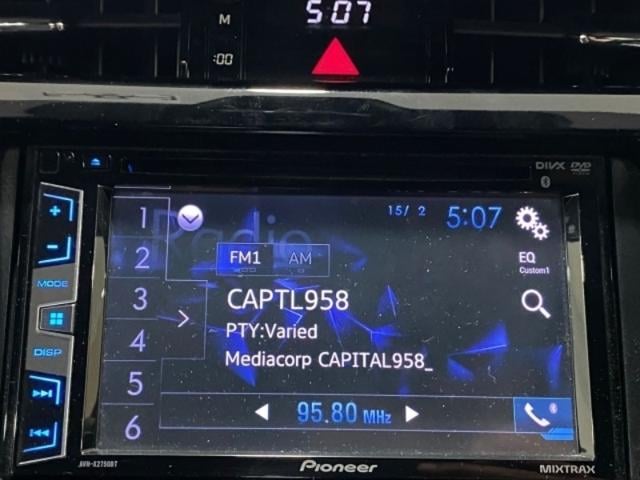 5:07
M
:00
DIVX DVD
+
-
MODE
DISP
1
2
3
4
5
6
Radio
15/ 2 5:07
FM1 AM
EQ
Custom1
CAPTL958
PTY:Varied
Mediacorp CAPITAL958_
95.80 MHz
AVH-X2750BT
Pioneer
MIXTRAX